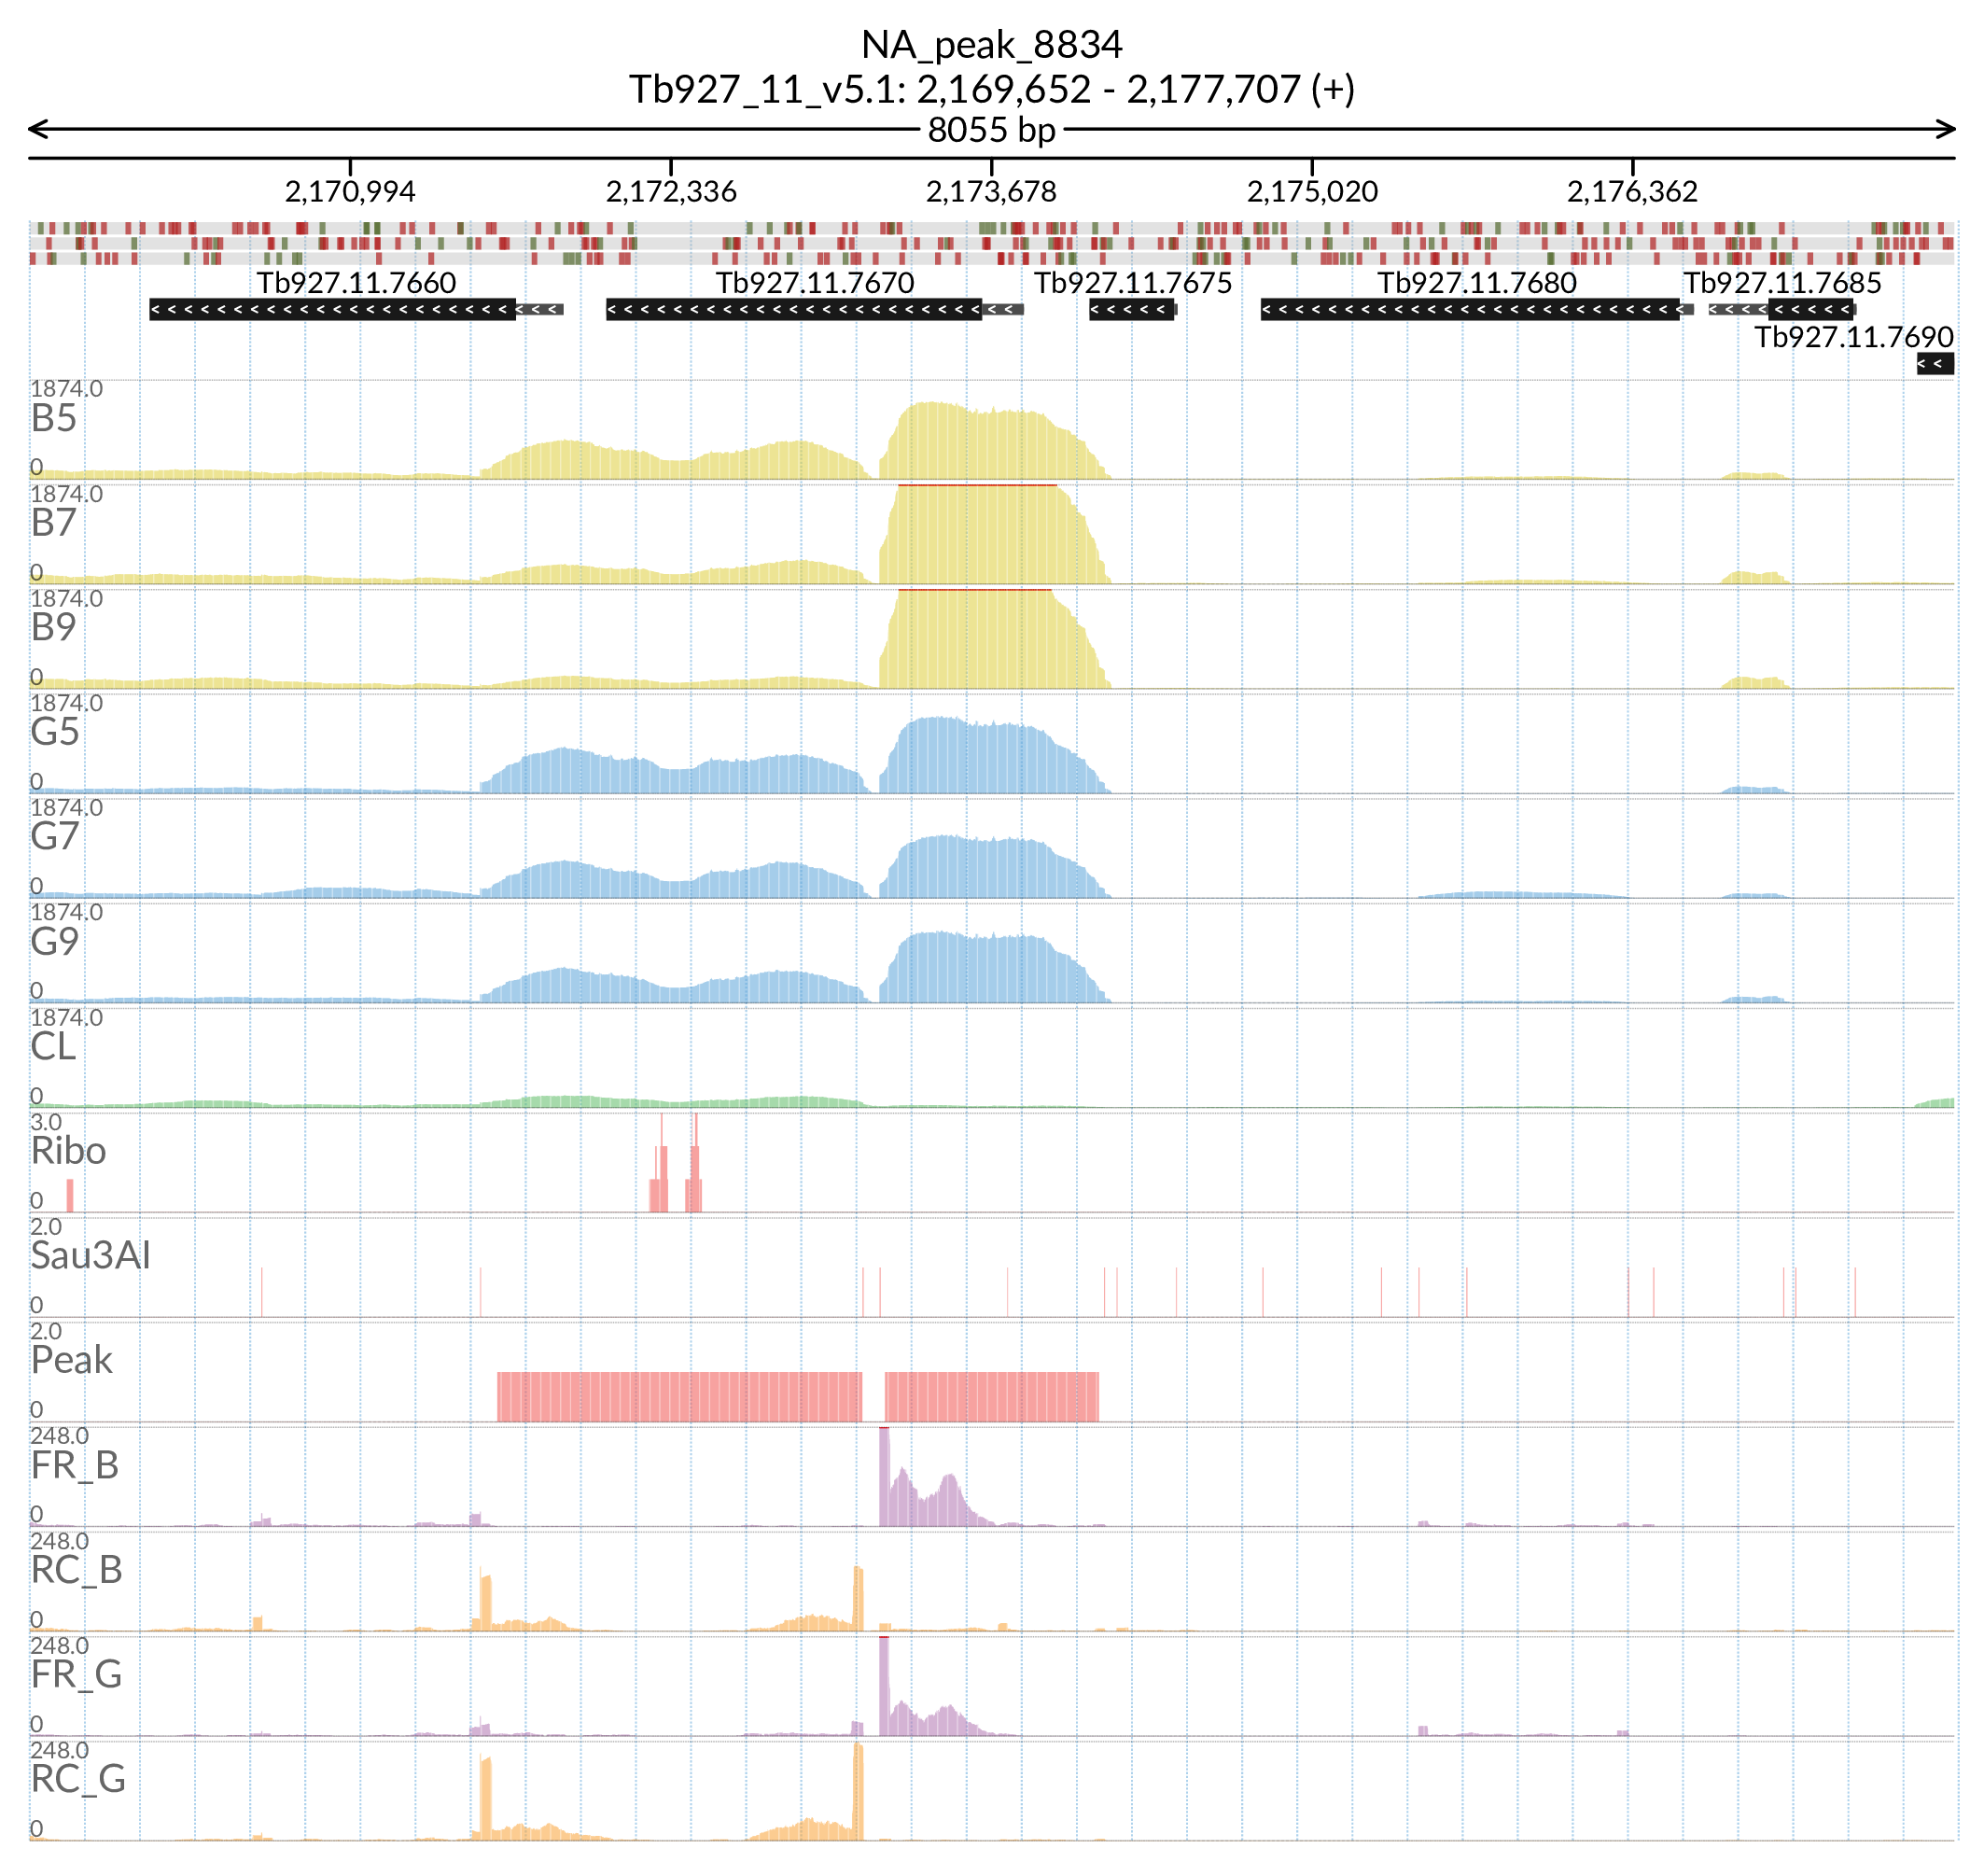 NA_peak_8834
Tb927_11_v5.1: 2,169,652 - 2,177,707 (+)
8055 bp
2,170,994 2,172,336 2,173,678 2,175,020 2,176,362
Tb927.11.7660 Tb927.11.7670 Tb927.11.7675 Tb927.11.7680 Tb927.11.7685
Tb927.11.7690
1874.0
B5
0
1874.0
B7
0
1874.0
B9
0
1874.0
G5
0
1874.0
G7
0
1874.0
G9
0
1874.0
CL
0
3.0
Ribo
0
2.0
Sau3AI
0
2.0
Peak
0
248.0
FR_B
0
248.0
RC_B
0
248.0
FR_G
0
248.0
RC_G
0